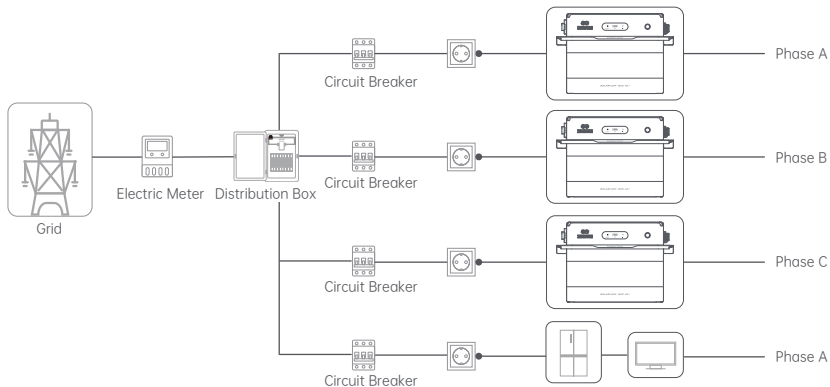 Phase A
Circuit Breaker
Phase B
Circuit Breaker
Electric Meter
Distribution Box
Grid
Phase C
Circuit Breaker
Phase A
Circuit Breaker